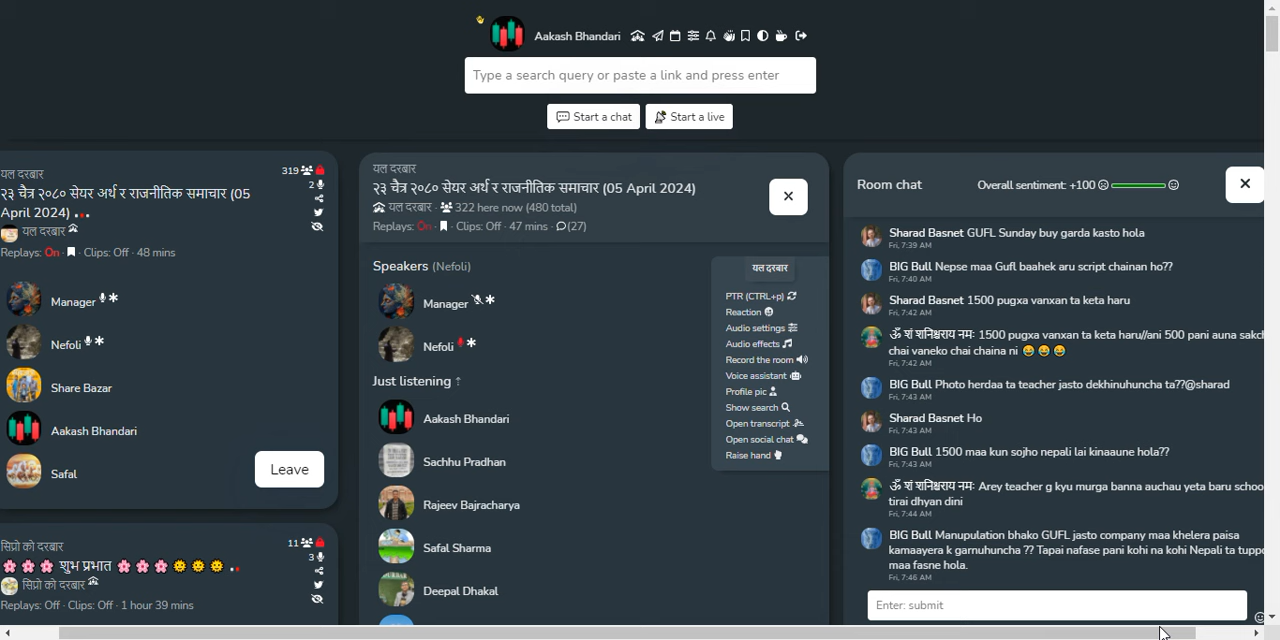 Aakash Bhandari
Type a search query or paste a link and press enter
Start a chat
Start a live
यल दरबार
319
२३ चैत्र २०८० सेयर अर्थ र राजनीतिक समाचार (05
April 2024)
2
यल दरबार
Replays: On · Clips: Off · 48 mins
Manager
Nefoli
Share Bazar
Aakash Bhandari
Safal
Leave
सिप्रो को दरबार
11
🌸 🌸 🌸 शुभ प्रभात 🌸 🌸 🌸 🌞 🌞 🌞
3
सिप्रो को दरबार
Replays: Off · Clips: Off · 1 hour 39 mins
यल दरबार
२३ चैत्र २०८० सेयर अर्थ र राजनीतिक समाचार (05 April 2024)
यल दरबार · 322 here now (480 total)
Replays: On · Clips: Off · 47 mins · (27)
Speakers (Nefoli)
Manager
Nefoli
Just listening ↑
Aakash Bhandari
Sachhu Pradhan
Rajeev Bajracharya
Safal Sharma
Deepal Dhakal
यल दरबार
PTR (CTRL+p)
Reaction
Audio settings
Audio effects
Record the room
Voice assistant
Profile pic
Show search
Open transcript
Open social chat
Raise hand
Room chat
Overall sentiment: +100
Sharad Basnet GUFL Sunday buy garda kasto hola
Fri, 7:39 AM
BIG Bull Nepse maa Gufl baahek aru script chainan ho??
Fri, 7:40 AM
Sharad Basnet 1500 pugxa vanxan ta keta haru
Fri, 7:42 AM
ॐ शं शनिश्चराय नमः 1500 pugxa vanxan ta keta haru//ani 500 pani auna sakch
chai vaneko chai chaina ni 😂 😂 😂
Fri, 7:42 AM
BIG Bull Photo herdaa ta teacher jasto dekhinuhuncha ta??@sharad
Fri, 7:43 AM
Sharad Basnet Ho
Fri, 7:43 AM
BIG Bull 1500 maa kun sojho nepali lai kinaaune hola??
Fri, 7:43 AM
ॐ शं शनिश्चराय नमः Arey teacher g kyu murga banna auchau yeta baru schoo
tirai dhyan dini
Fri, 7:44 AM
BIG Bull Manupulation bhako GUFL jasto company maa khelera paisa
kamaayera k garnuhuncha ?? Tapai nafase pani kohi na kohi Nepali ta tuppo
maa fasne hola.
Fri, 7:46 AM
Enter: submit